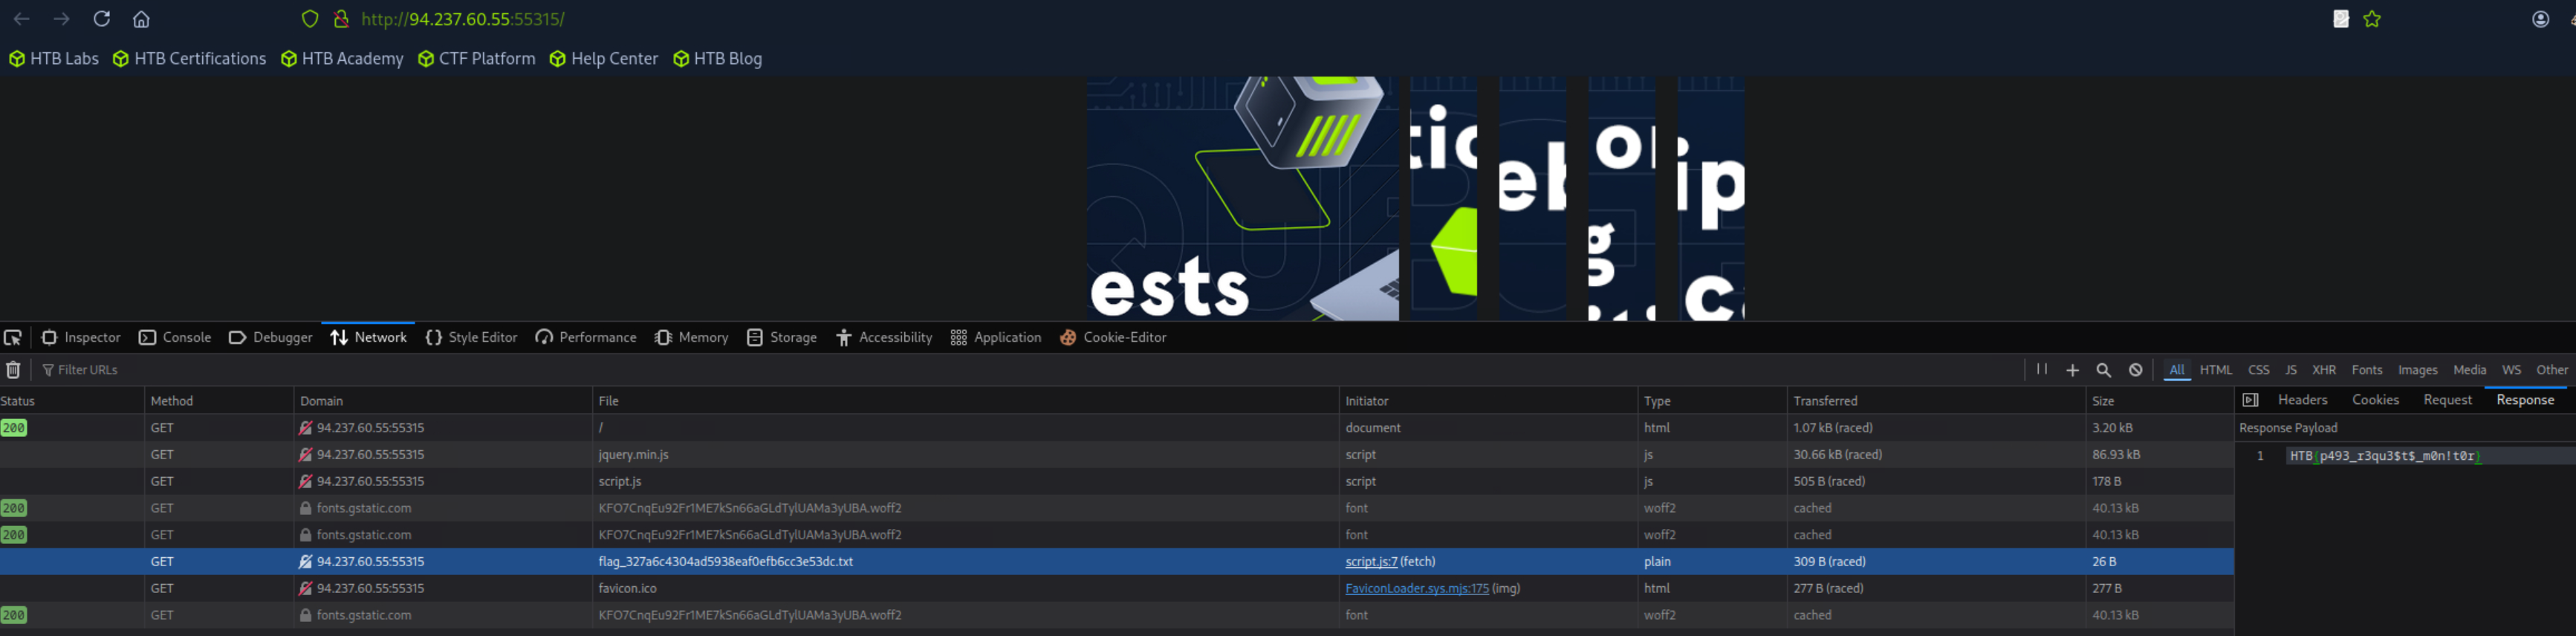 http://94.237.60.55:55315/
HTB Labs HTB Certifications HTB Academy CTF Platform Help Center HTB Blog
tic
eb
or
ip
g
ests
c
Inspector Console Debugger Network Style Editor Performance Memory Storage Accessibility Application Cookie-Editor
Filter URLs All HTML CSS JS XHR Fonts Images Media WS Other
Status Method Domain File Initiator Type Transferred Size Headers Cookies Request Response
200 GET 94.237.60.55:55315 / document html 1.07 kB (raced) 3.20 kB Response Payload
GET 94.237.60.55:55315 jquery.min.js script js 30.66 kB (raced) 86.93 kB 1 HTB{p493_r3qu3$t$_m0n!t0r}
GET 94.237.60.55:55315 script.js script js 505 B (raced) 178 B
200 GET fonts.gstatic.com KFO7CnqEu92Fr1ME7kSn66aGLdTylUAMa3yUBA.woff2 font woff2 cached 40.13 kB
200 GET fonts.gstatic.com KFO7CnqEu92Fr1ME7kSn66aGLdTylUAMa3yUBA.woff2 font woff2 cached 40.13 kB
GET 94.237.60.55:55315 flag_327a6c4304ad5938eaf0efb6cc3e53dc.txt script.js:7 (fetch) plain 309 B (raced) 26 B
GET 94.237.60.55:55315 favicon.ico FaviconLoader.sys.mjs:175 (img) html 277 B (raced) 277 B
200 GET fonts.gstatic.com KFO7CnqEu92Fr1ME7kSn66aGLdTylUAMa3yUBA.woff2 font woff2 cached 40.13 kB